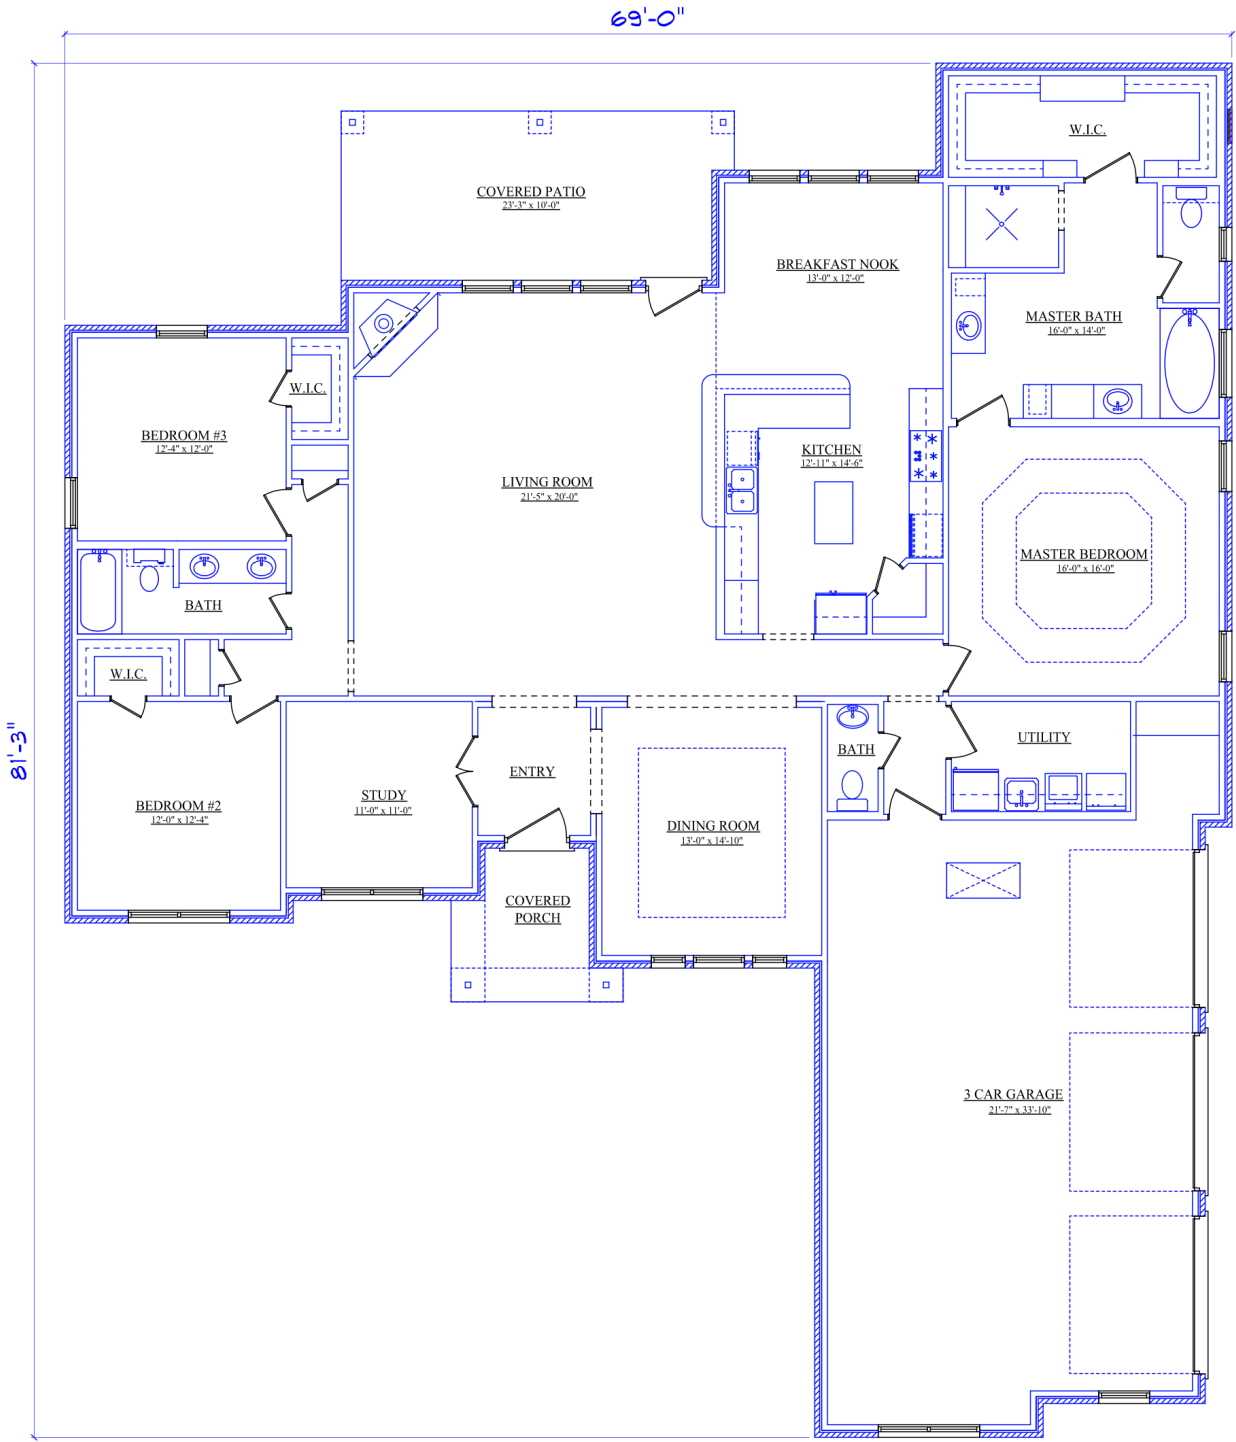 69'-0"
W.I.C.
COVERED PATIO
23'-3" x 10'-0"
BREAKFAST NOOK
13'-0" x 12'-0"
MASTER BATH
16'-0" x 14'-0"
W.I.C.
BEDROOM #3
12'-4" x 12'-0"
KITCHEN
12'-11" x 14'-6"
LIVING ROOM
21'-5" x 20'-0"
MASTER BEDROOM
16'-0" x 16'-0"
BATH
W.I.C.
UTILITY
BATH
81'-3"
ENTRY
STUDY
11'-0" x 11'-0"
BEDROOM #2
12'-0" x 12'-4"
DINING ROOM
13'-0" x 14'-10"
COVERED
PORCH
3 CAR GARAGE
21'-7" x 33'-10"